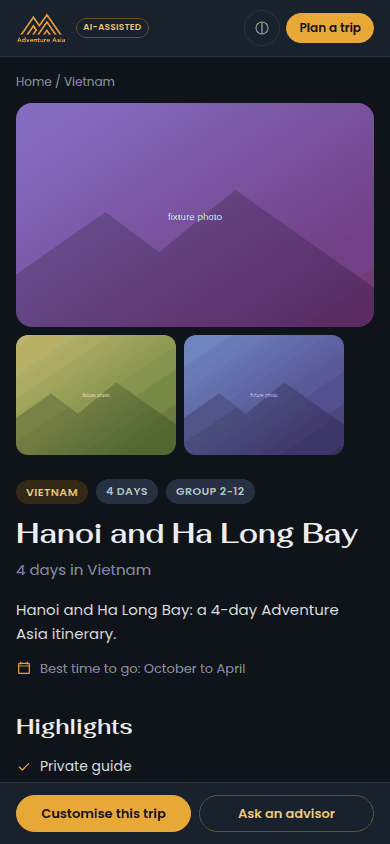 Adventure Asia
AI-ASSISTED
Plan a trip
Home / Vietnam
fixture photo
fixture photo
fixture photo
VIETNAM
4 DAYS
GROUP 2–12
Hanoi and Ha Long Bay
4 days in Vietnam
Hanoi and Ha Long Bay: a 4-day Adventure
Asia itinerary.
Best time to go: October to April
Highlights
Private guide
Customise this trip
Ask an advisor